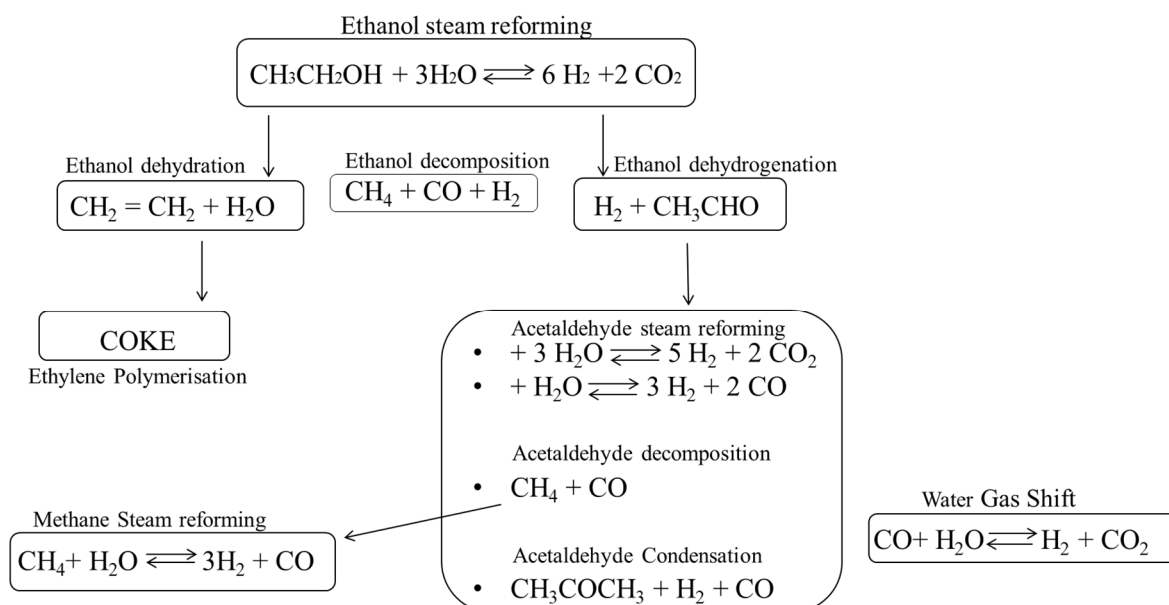 Ethanol steam reforming
CH₃CH₂OH + 3H₂O ⇌ 6 H₂ +2 CO₂
Ethanol dehydration
CH₂ = CH₂ + H₂O
Ethanol decomposition
CH₄ + CO + H₂
Ethanol dehydrogenation
H₂ + CH₃CHO
COKE
Ethylene Polymerisation
Acetaldehyde steam reforming
• + 3 H₂O ⇌ 5 H₂ + 2 CO₂
• + H₂O ⇌ 3 H₂ + 2 CO
Acetaldehyde decomposition
• CH₄ + CO
Methane Steam reforming
CH₄+ H₂O ⇌ 3H₂ + CO
Acetaldehyde Condensation
• CH₃COCH₃ + H₂ + CO
Water Gas Shift
CO+ H₂O ⇌ H₂ + CO₂